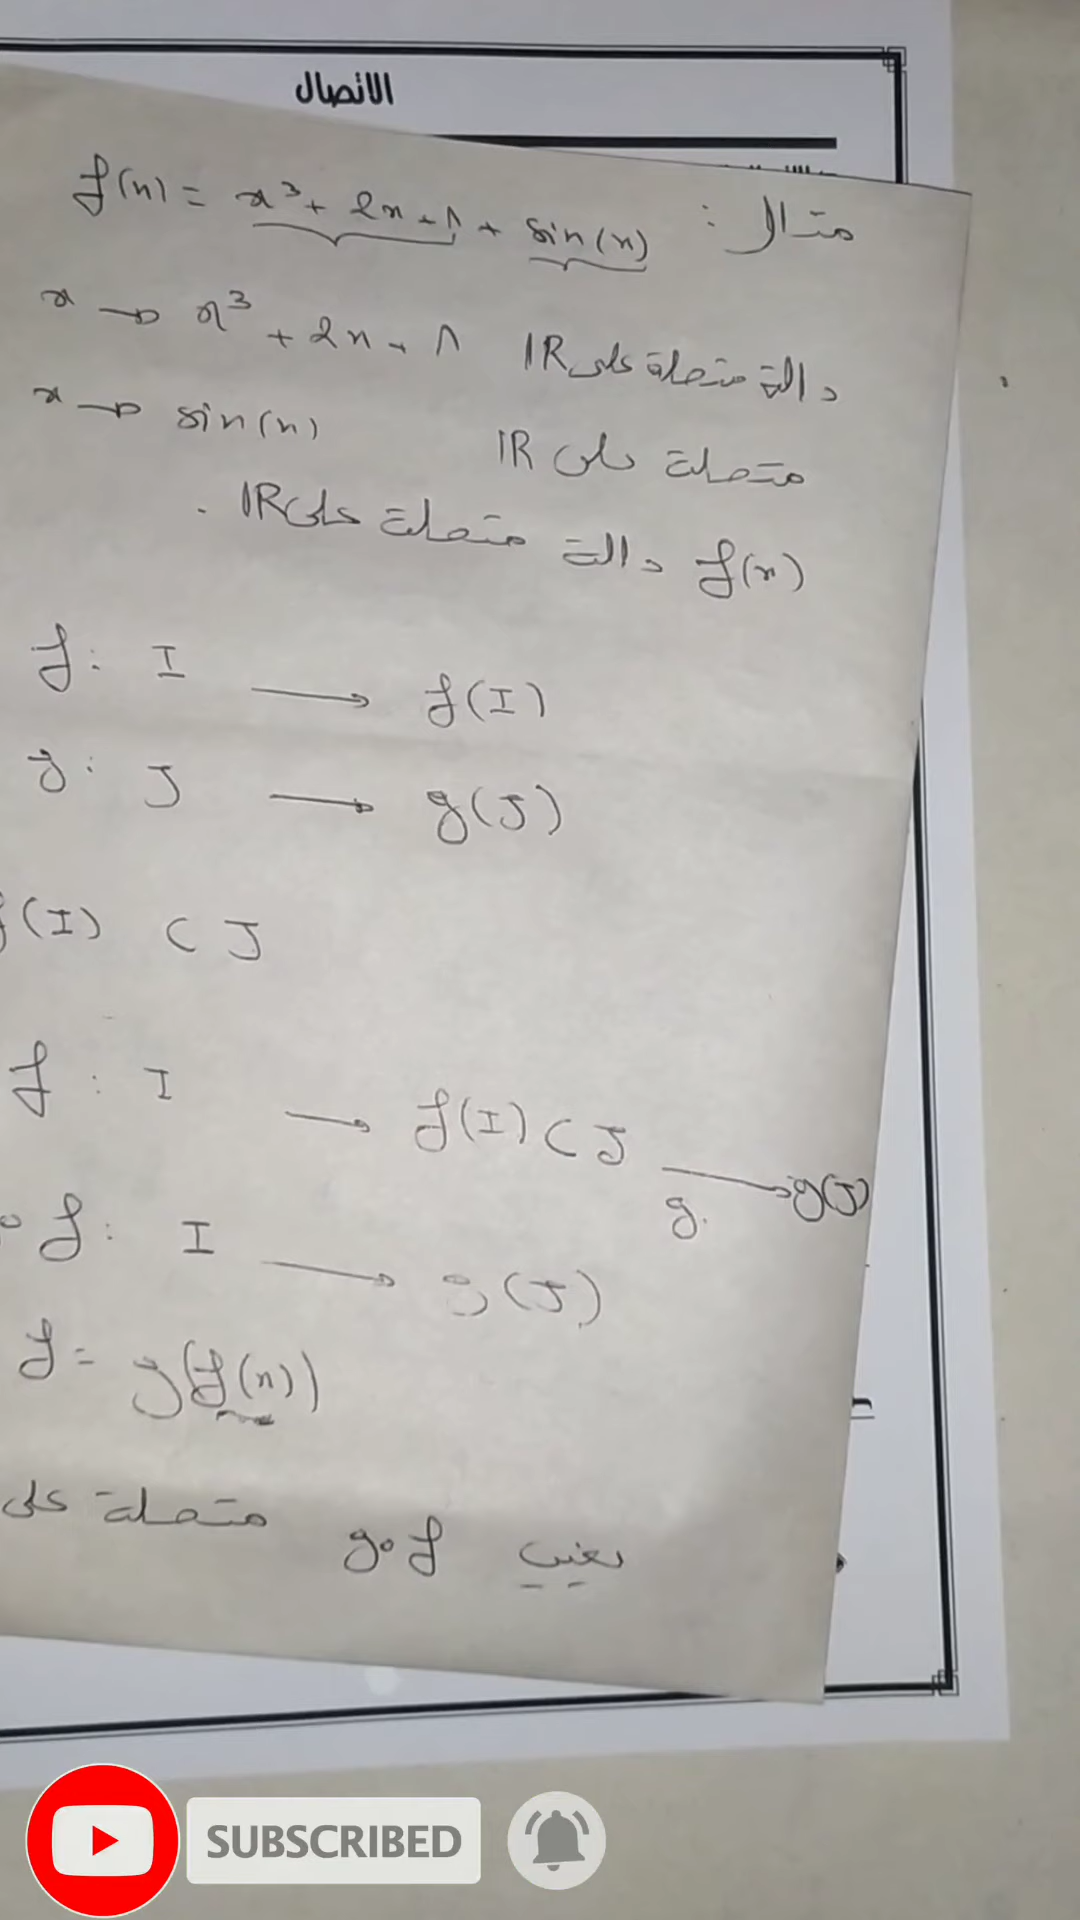 الاتصال
مثال : f(x) = x³ + 2x + 1 + sin(x)
x → x³ + 2x + 1 دالة متصلة على IR
x → sin(x) متصلة على IR
f(x) دالة متصلة على IR .
f : I → f(I)
g : J → g(J)
f(I) ⊂ J
f : I → f(I) ⊂ J → g(J)
g
∘ f : I → g(J)
f = g(f(x))
يعني g∘f متصلة على
SUBSCRIBED